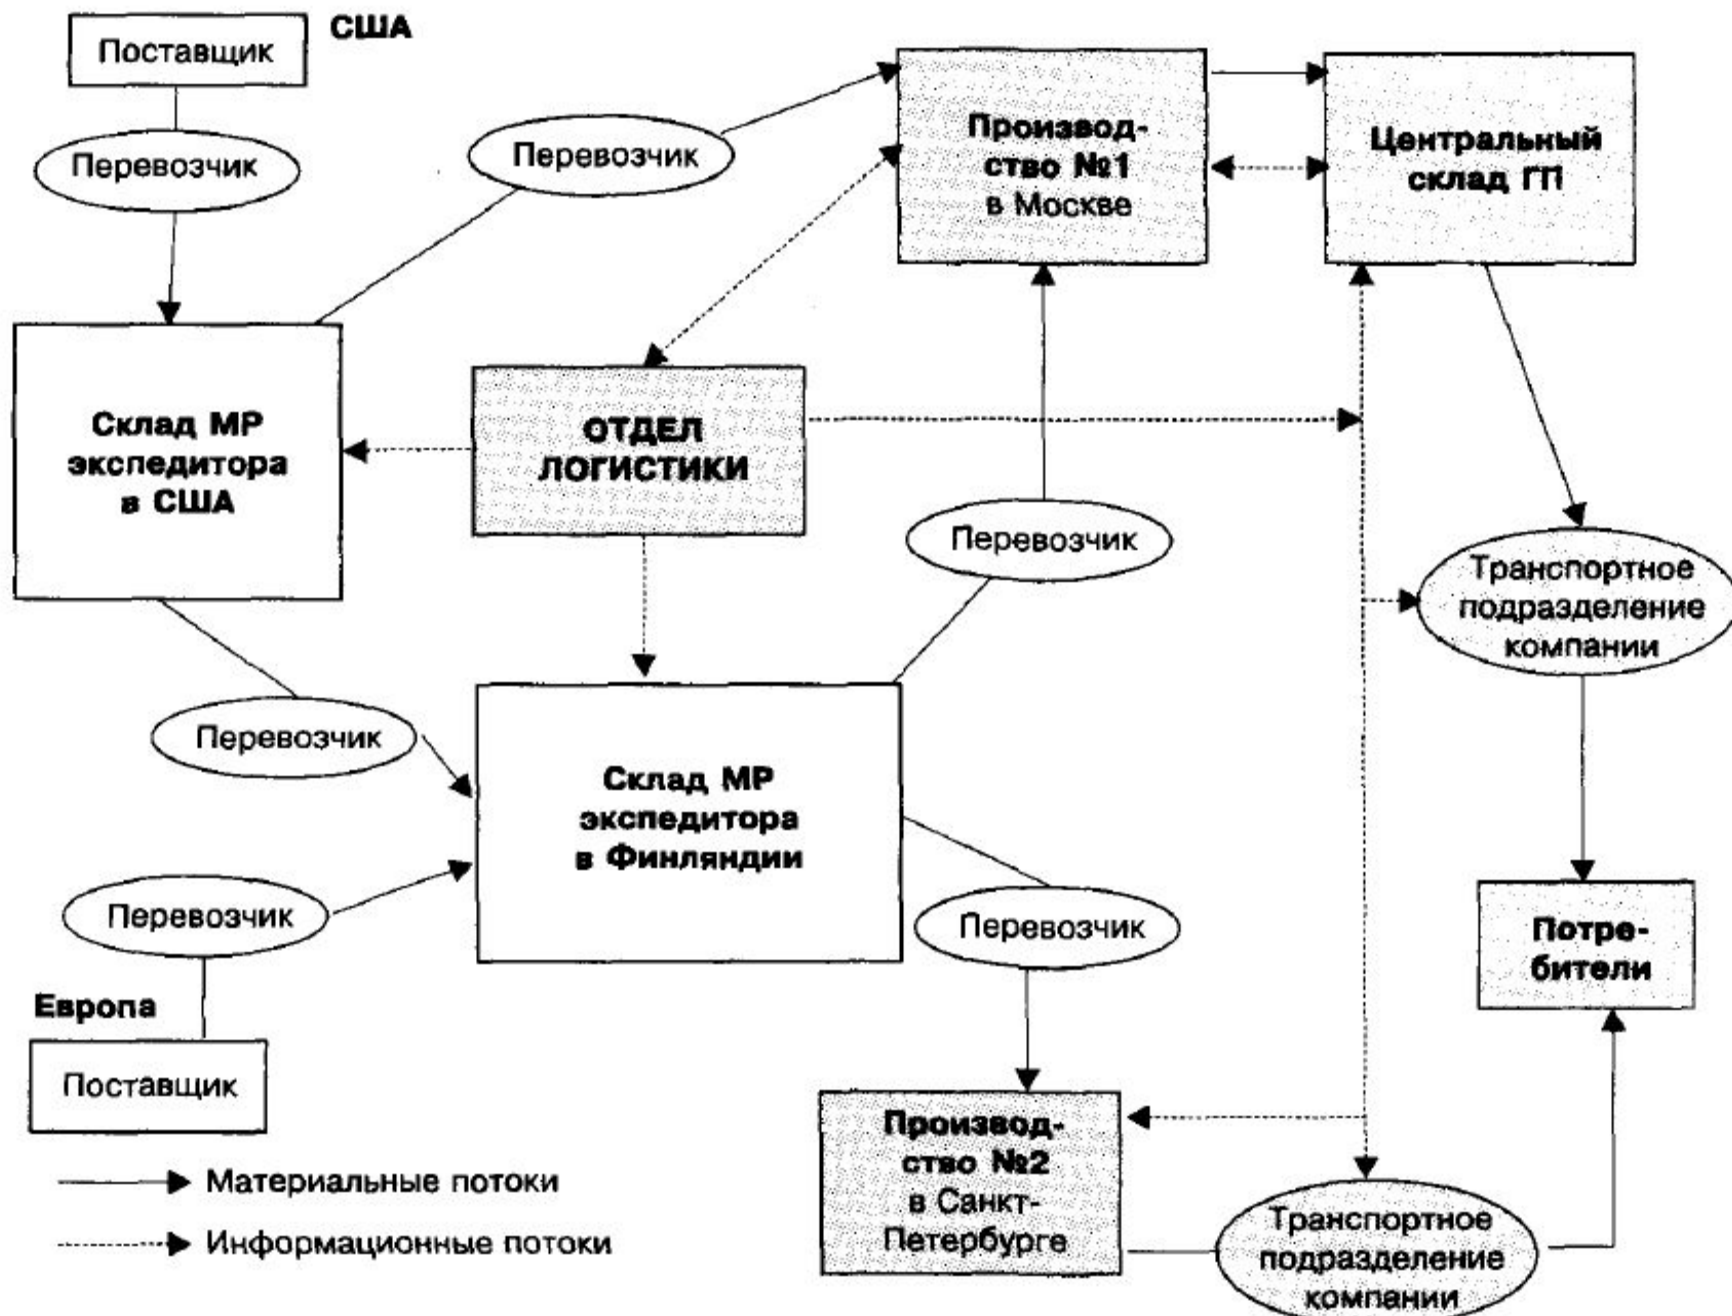 США
Поставщик
Перевозчик
Перевозчик
Производ-
ство №1
в Москве
Центральный
склад ГП
Склад МР
экспедитора
в США
ОТДЕЛ
ЛОГИСТИКИ
Перевозчик
Транспортное
подразделение
компании
Перевозчик
Склад МР
экспедитора
в Финляндии
Перевозчик
Перевозчик
Потре-
бители
Европа
Поставщик
Производ-
ство №2
в Санкт-
Петербурге
Транспортное
подразделение
компании
Материальные потоки
Информационные потоки